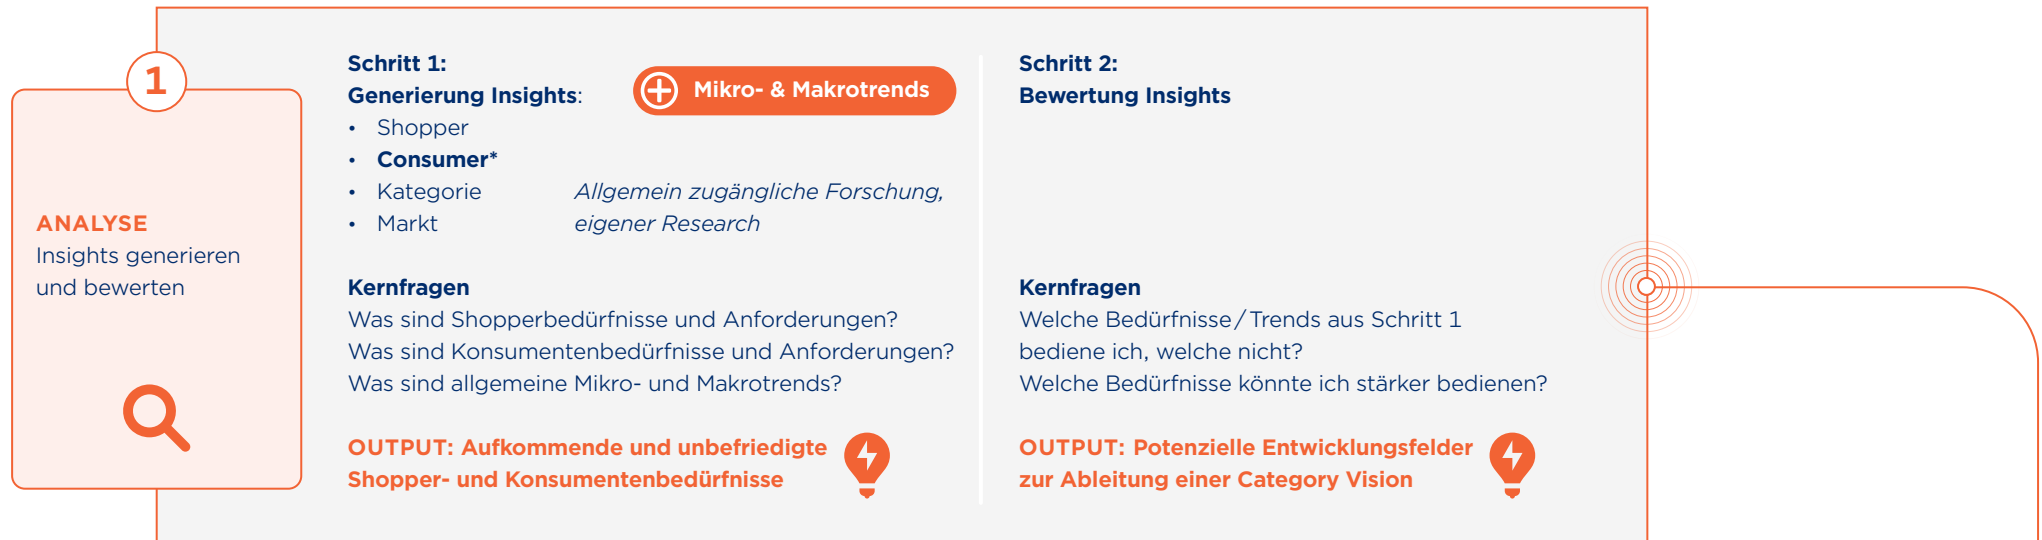 1
ANALYSE
Insights generieren
und bewerten
Schritt 1:
Generierung Insights:
Mikro- & Makrotrends
• Shopper
• Consumer*
• Kategorie
• Markt
Allgemein zugängliche Forschung,
eigener Research
Kernfragen
Was sind Shopperbedürfnisse und Anforderungen?
Was sind Konsumentenbedürfnisse und Anforderungen?
Was sind allgemeine Mikro- und Makrotrends?
OUTPUT: Aufkommende und unbefriedigte
Shopper- und Konsumentenbedürfnisse
Schritt 2:
Bewertung Insights
Kernfragen
Welche Bedürfnisse/Trends aus Schritt 1
bediene ich, welche nicht?
Welche Bedürfnisse könnte ich stärker bedienen?
OUTPUT: Potenzielle Entwicklungsfelder
zur Ableitung einer Category Vision